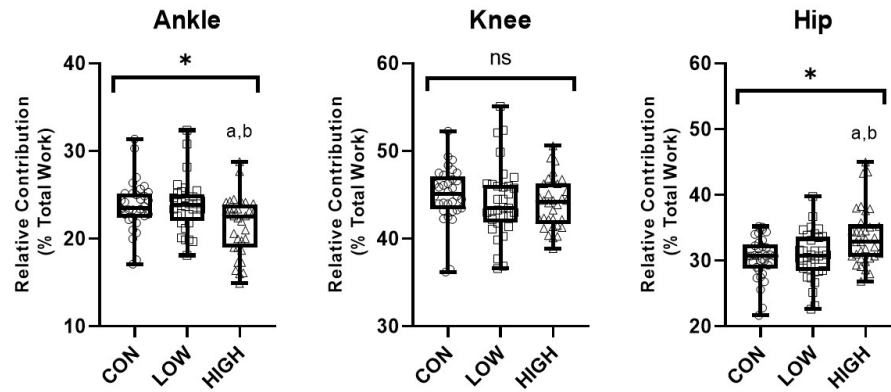 Ankle
Relative Contribution
(% Total Work)
40
30
20
10
*
a,b
CON
LOW
HIGH
Knee
Relative Contribution
(% Total Work)
60
50
40
30
ns
CON
LOW
HIGH
Hip
Relative Contribution
(% Total Work)
60
50
40
30
20
*
a,b
CON
LOW
HIGH